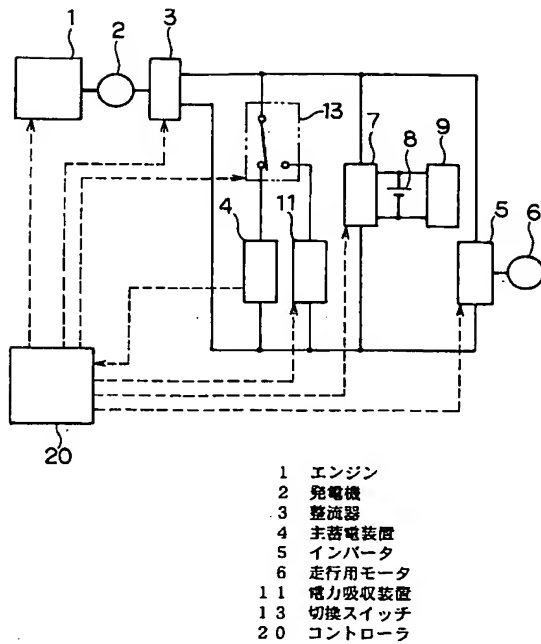 1
2
3
13
7
8
9
5
6
4
11
20
1 エンジン
2 発電機
3 整流器
4 主蓄電装置
5 インバータ
6 走行用モータ
11 電力吸収装置
13 切換スイッチ
20 コントローラ